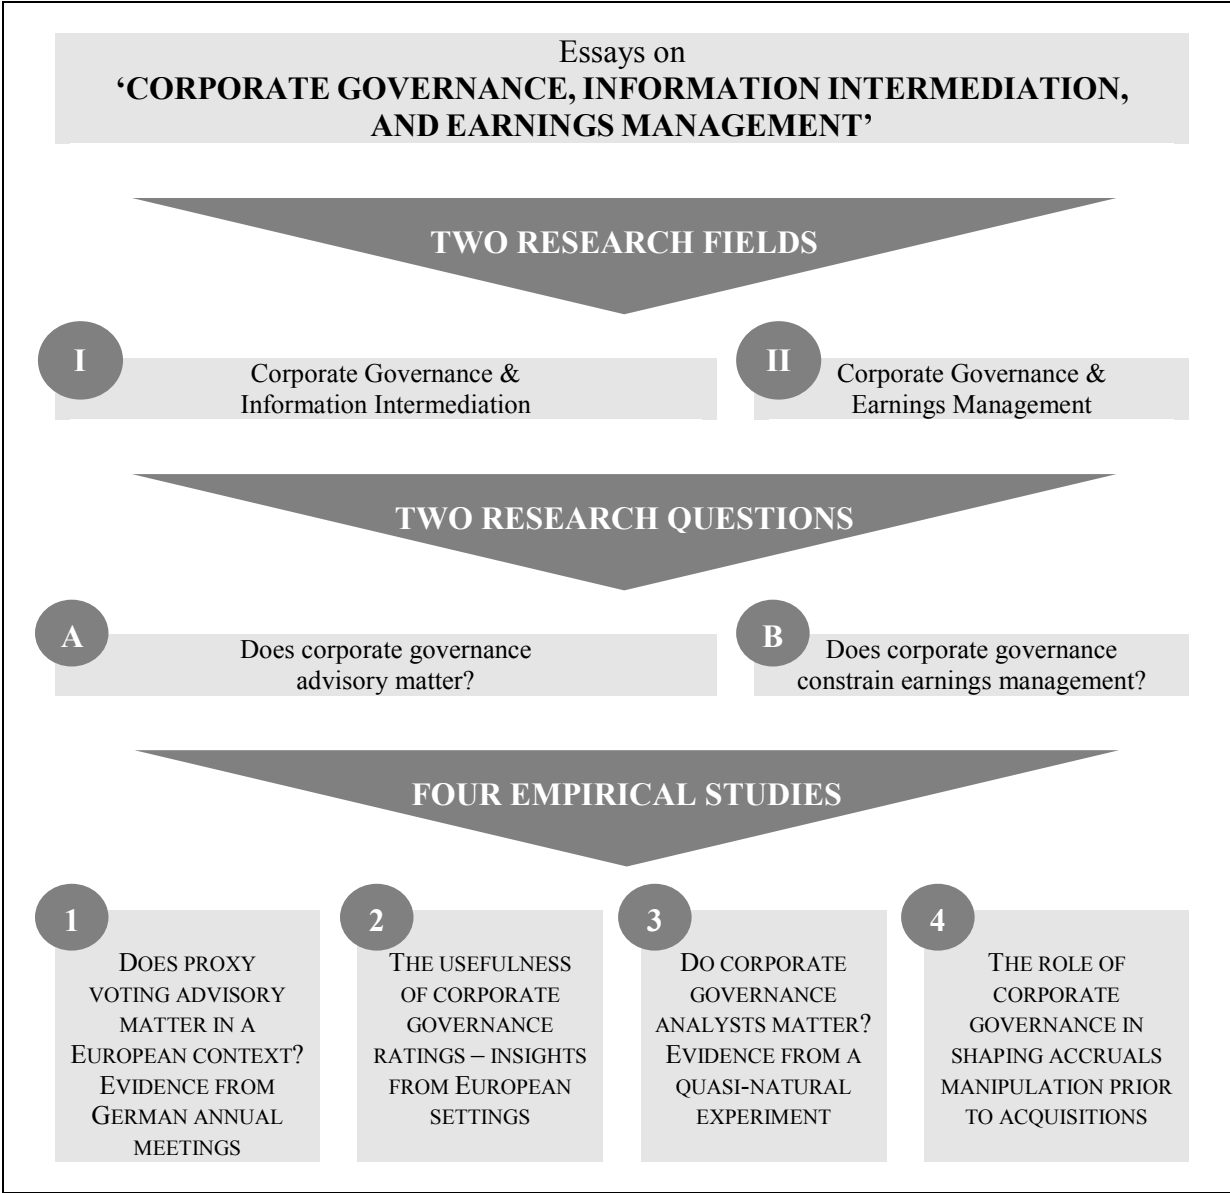 Essays on
‘CORPORATE GOVERNANCE, INFORMATION INTERMEDIATION,
AND EARNINGS MANAGEMENT’
TWO RESEARCH FIELDS
I
Corporate Governance &
Information Intermediation
II
Corporate Governance &
Earnings Management
TWO RESEARCH QUESTIONS
A
Does corporate governance
advisory matter?
B
Does corporate governance
constrain earnings management?
FOUR EMPIRICAL STUDIES
1
DOES PROXY
VOTING ADVISORY
MATTER IN A
EUROPEAN CONTEXT?
EVIDENCE FROM
GERMAN ANNUAL
MEETINGS
2
THE USEFULNESS
OF CORPORATE
GOVERNANCE
RATINGS – INSIGHTS
FROM EUROPEAN
SETTINGS
3
DO CORPORATE
GOVERNANCE
ANALYSTS MATTER?
EVIDENCE FROM A
QUASI-NATURAL
EXPERIMENT
4
THE ROLE OF
CORPORATE
GOVERNANCE IN
SHAPING ACCRUALS
MANIPULATION PRIOR
TO ACQUISITIONS